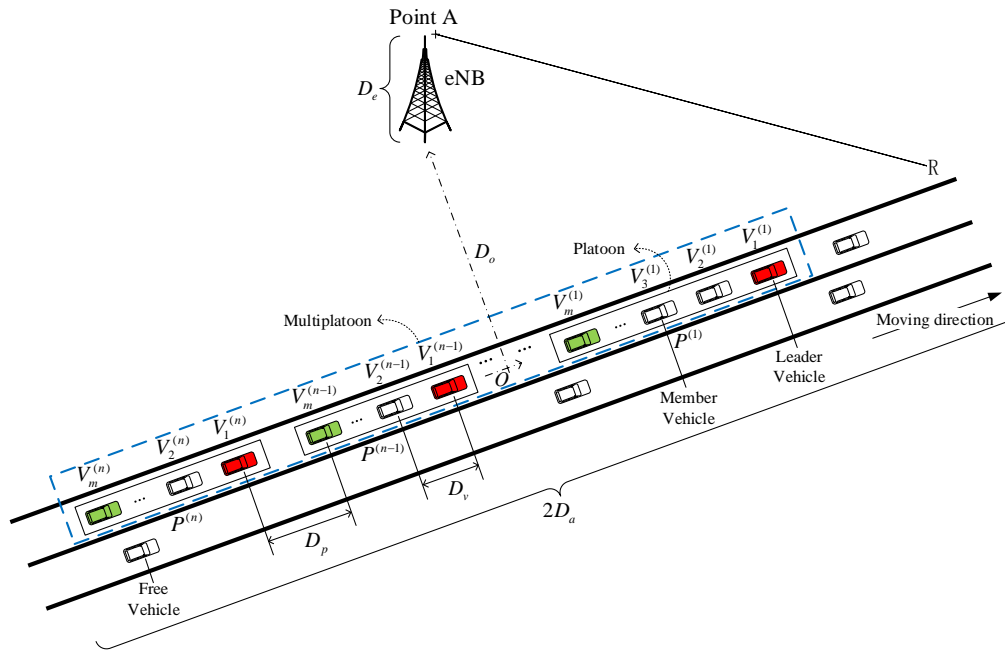 Point A
eNB
D_e
R
D_o
V_1^{(1)}
V_2^{(1)}
Platoon
V_3^{(1)}
V_m^{(1)}
...
Multiplatoon
V_1^{(n-1)}
... ...
P^{(1)}
Moving direction
V_2^{(n-1)}
O
Leader
Vehicle
V_m^{(n-1)}
...
Member
Vehicle
V_1^{(n)}
V_2^{(n)}
P^{(n-1)}
V_m^{(n)}
...
D_v
2D_a
P^{(n)}
D_p
Free
Vehicle